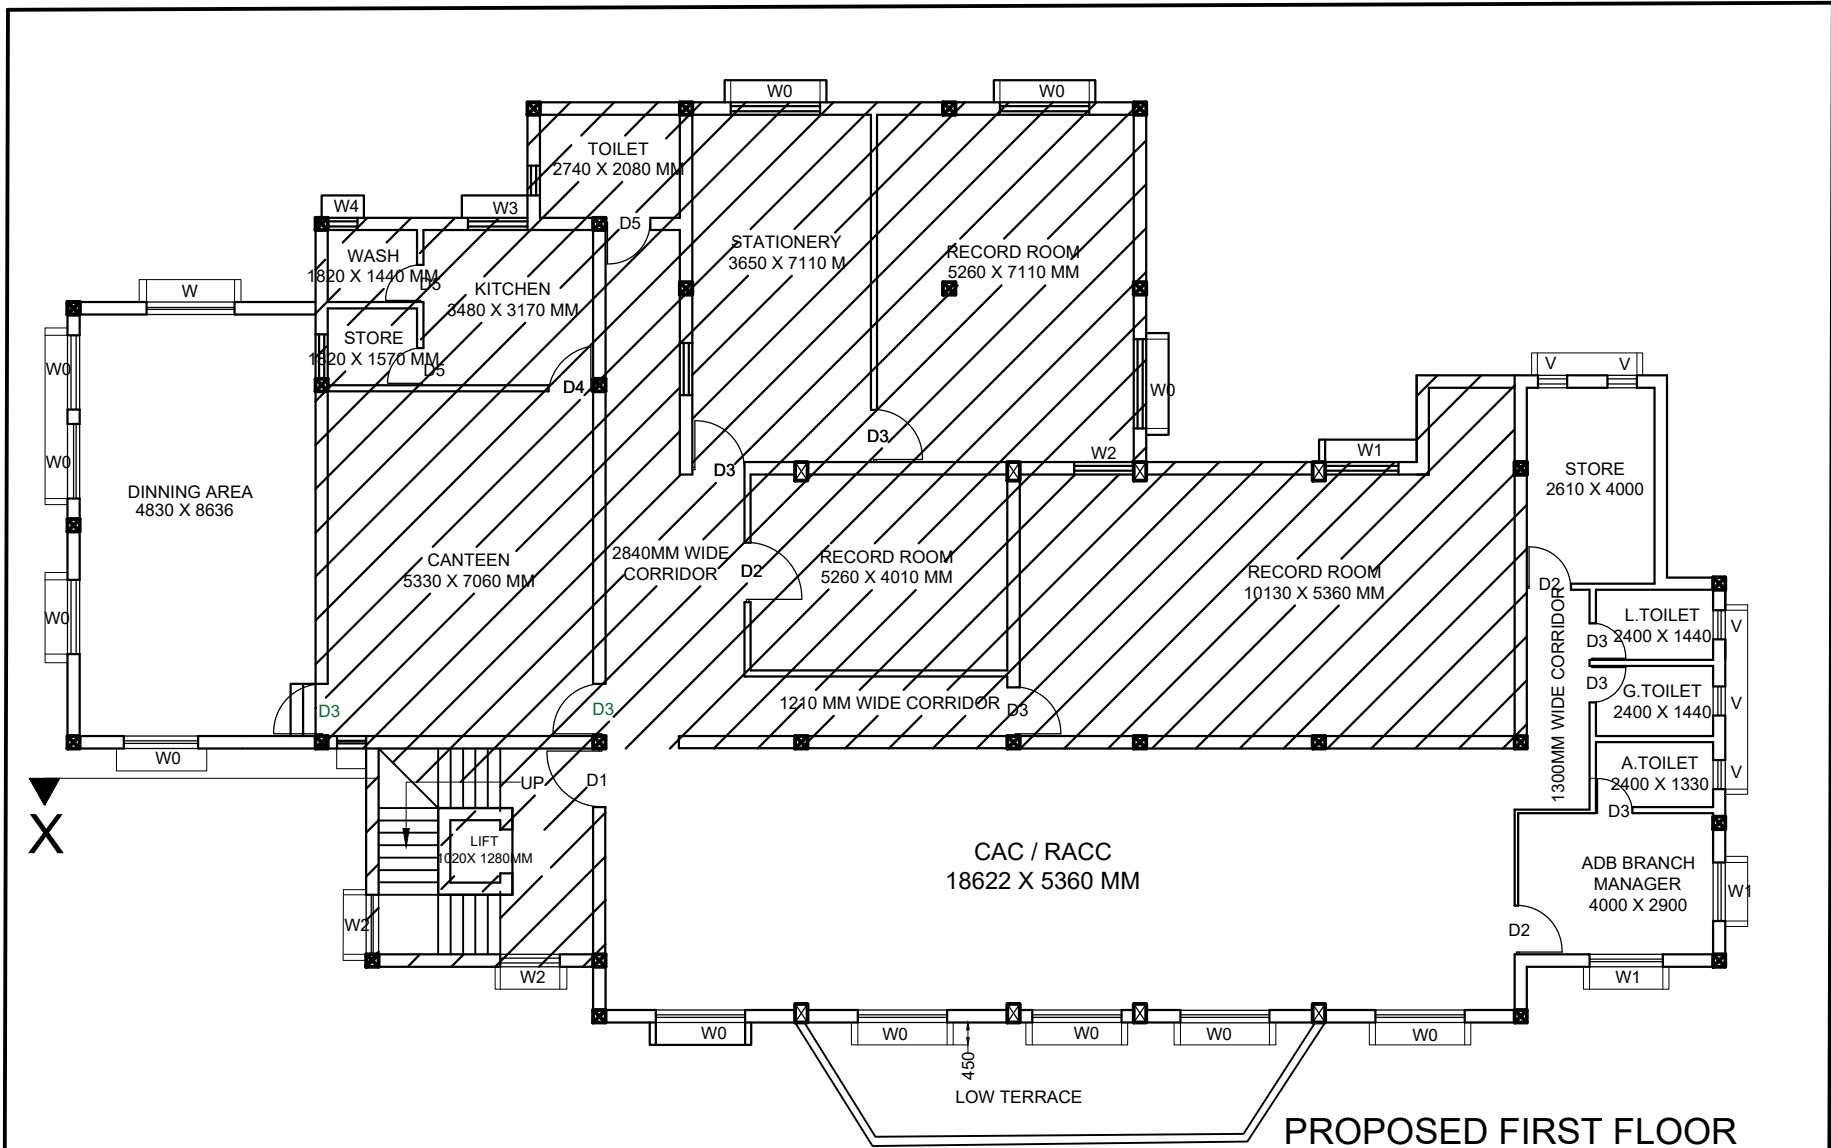 W0
W0
TOILET
2740 X 2080 MM
W4
W3
D5
WASH
1820 X 1440 MM
D5
KITCHEN
3480 X 3170 MM
STATIONERY
3650 X 7110 M
RECORD ROOM
5260 X 7110 MM
W
STORE
1820 X 1570 MM
D5
D4
W0
W0
W0
D3
D3
W2
W1
V
V
STORE
2610 X 4000
DINNING AREA
4830 X 8636
CANTEEN
5330 X 7060 MM
2840MM WIDE
CORRIDOR
D2
RECORD ROOM
5260 X 4010 MM
RECORD ROOM
10130 X 5360 MM
D2
W0
L.TOILET
2400 X 1440
V
D3
1300MM WIDE CORRIDOR
D3
G.TOILET
2400 X 1440
V
D3
D3
1210 MM WIDE CORRIDOR
D3
W0
A.TOILET
2400 X 1330
V
D3
UP
D1
X
LIFT
1020X 1280MM
CAC / RACC
18622 X 5360 MM
ADB BRANCH
MANAGER
4000 X 2900
W1
W2
D2
W2
W1
W0
W0
W0
W0
W0
450
LOW TERRACE
PROPOSED FIRST FLOOR